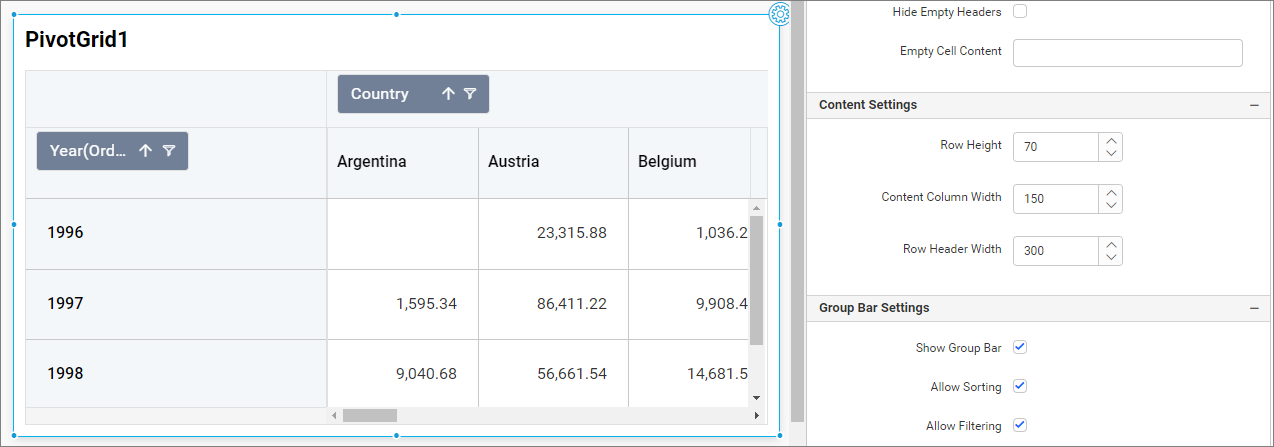 PivotGrid1
Country
Year(Ord...
Argentina Austria Belgium
1996 23,315.88 1,036.2
1997 1,595.34 86,411.22 9,908.4
1998 9,040.68 56,661.54 14,681.5
Hide Empty Headers
Empty Cell Content
Content Settings
Row Height 70
Content Column Width 150
Row Header Width 300
Group Bar Settings
Show Group Bar
Allow Sorting
Allow Filtering